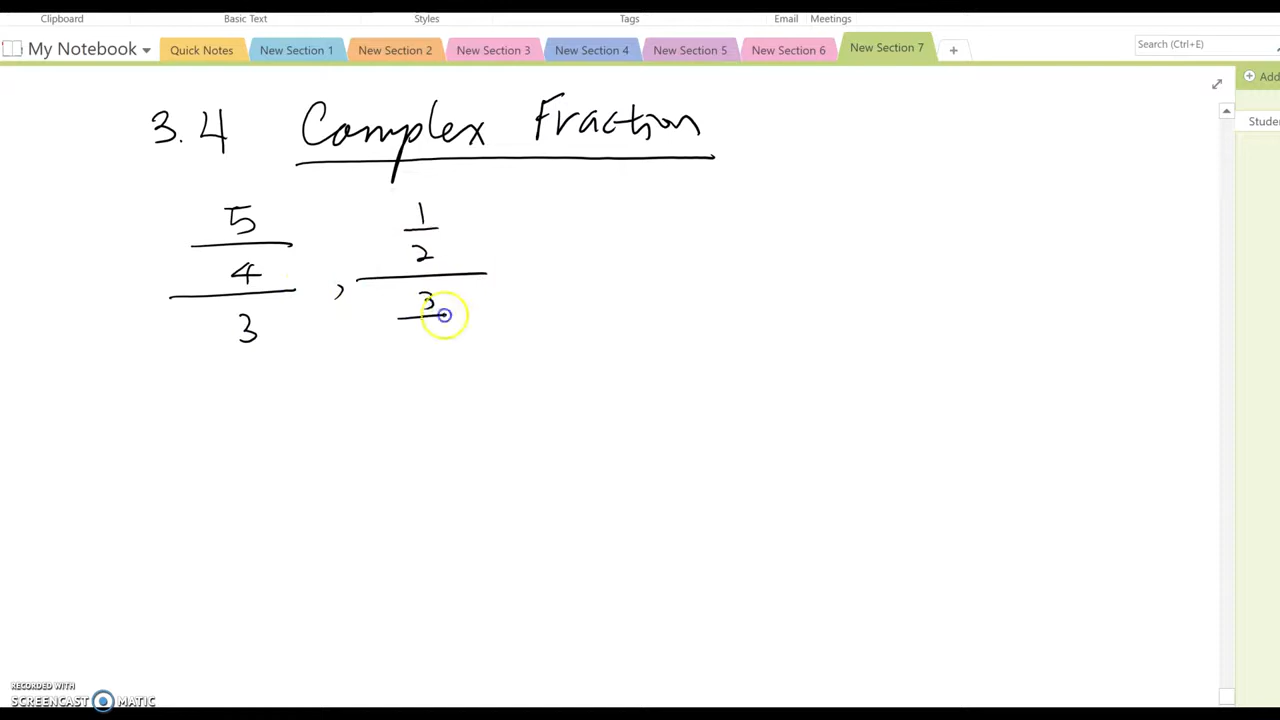 Clipboard Basic Text Styles Tags Email Meetings
My Notebook Quick Notes New Section 1 New Section 2 New Section 3 New Section 4 New Section 5 New Section 6 New Section 7 + Search (Ctrl+E)
Add
Studen
3.4 Complex Fraction
5 1
4 , 2
3 3
RECORDED WITH
SCREENCAST MATIC